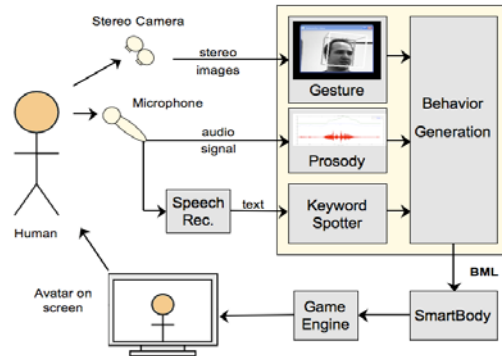 Stereo Camera
stereo
images
Gesture
Behavior
Generation
Microphone
audio
signal
Prosody
Speech
Rec.
text
Keyword
Spotter
Human
BML
Avatar on
screen
Game
Engine
SmartBody